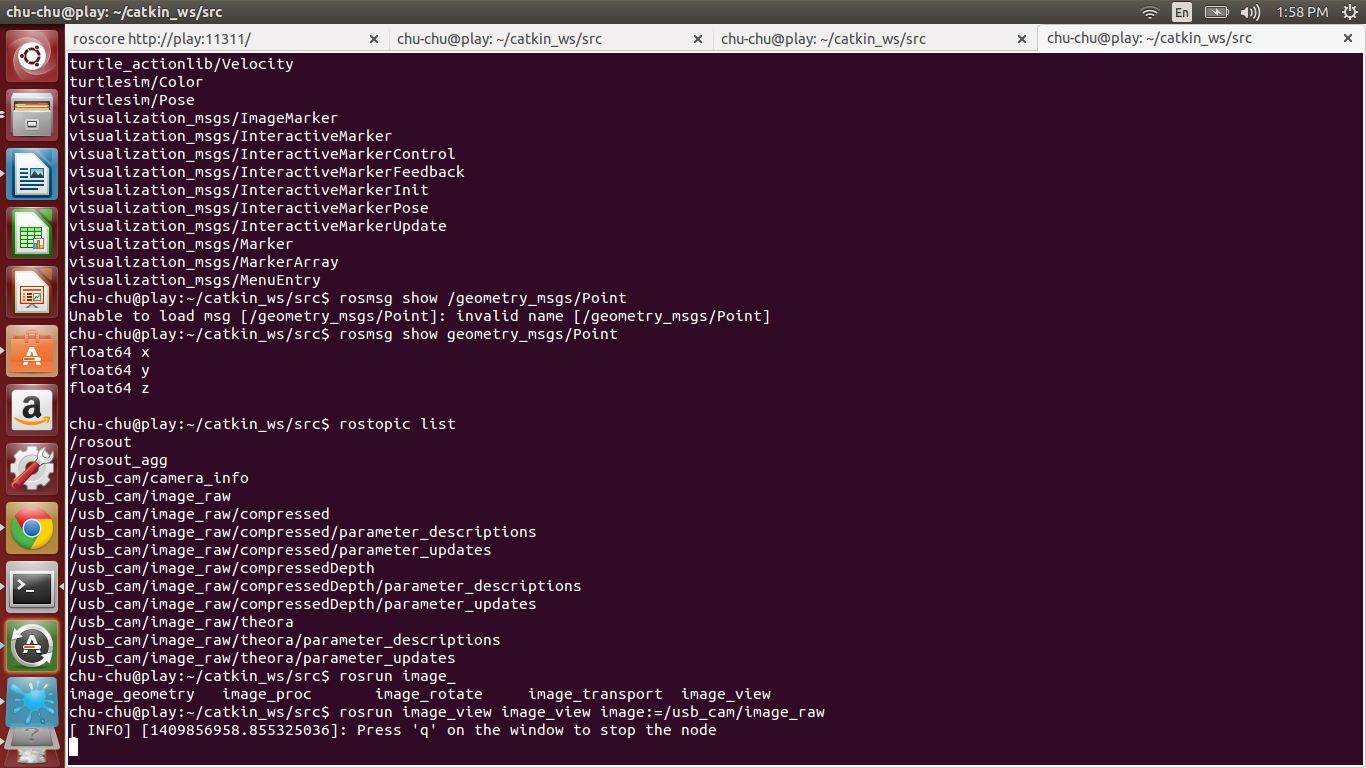 chu-chu@play: ~/catkin_ws/src
En
1:58 PM
roscore http://play:11311/
chu-chu@play: ~/catkin_ws/src
chu-chu@play: ~/catkin_ws/src
chu-chu@play: ~/catkin_ws/src
turtle_actionlib/Velocity
turtlesim/Color
turtlesim/Pose
visualization_msgs/ImageMarker
visualization_msgs/InteractiveMarker
visualization_msgs/InteractiveMarkerControl
visualization_msgs/InteractiveMarkerFeedback
visualization_msgs/InteractiveMarkerInit
visualization_msgs/InteractiveMarkerPose
visualization_msgs/InteractiveMarkerUpdate
visualization_msgs/Marker
visualization_msgs/MarkerArray
visualization_msgs/MenuEntry
chu-chu@play:~/catkin_ws/src$ rosmsg show /geometry_msgs/Point
Unable to load msg [/geometry_msgs/Point]: invalid name [/geometry_msgs/Point]
chu-chu@play:~/catkin_ws/src$ rosmsg show geometry_msgs/Point
float64 x
float64 y
float64 z
chu-chu@play:~/catkin_ws/src$ rostopic list
/rosout
/rosout_agg
/usb_cam/camera_info
/usb_cam/image_raw
/usb_cam/image_raw/compressed
/usb_cam/image_raw/compressed/parameter_descriptions
/usb_cam/image_raw/compressed/parameter_updates
/usb_cam/image_raw/compressedDepth
/usb_cam/image_raw/compressedDepth/parameter_descriptions
/usb_cam/image_raw/compressedDepth/parameter_updates
/usb_cam/image_raw/theora
/usb_cam/image_raw/theora/parameter_descriptions
/usb_cam/image_raw/theora/parameter_updates
chu-chu@play:~/catkin_ws/src$ rosrun image_
image_geometry image_proc image_rotate image_transport image_view
chu-chu@play:~/catkin_ws/src$ rosrun image_view image_view image:=/usb_cam/image_raw
[ INFO] [1409856958.855325036]: Press 'q' on the window to stop the node